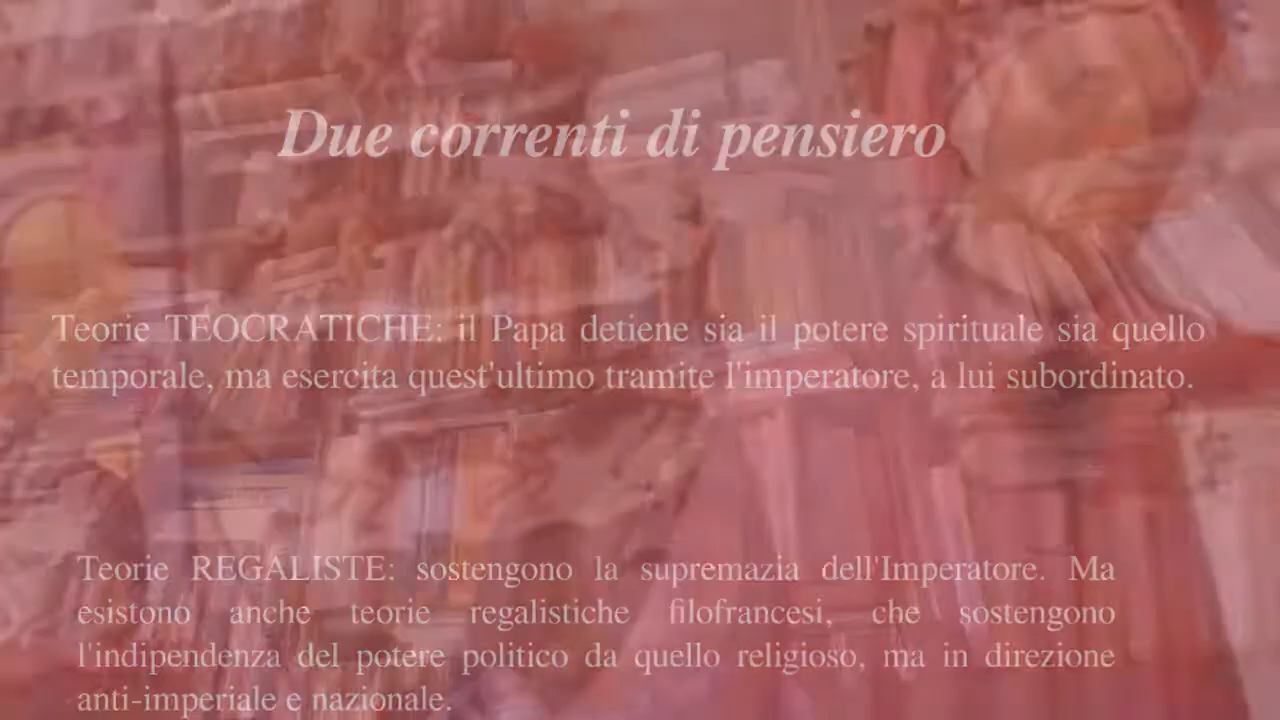 Due correnti di pensiero
Teorie TEOCRATICHE: il Papa detiene sia il potere spirituale sia quello
temporale, ma esercita quest'ultimo tramite l'imperatore, a lui subordinato.
Teorie REGALISTE: sostengono la supremazia dell'Imperatore. Ma
esistono anche teorie regalistiche filofrancesi, che sostengono
l'indipendenza del potere politico da quello religioso, ma in direzione
anti-imperiale e nazionale.